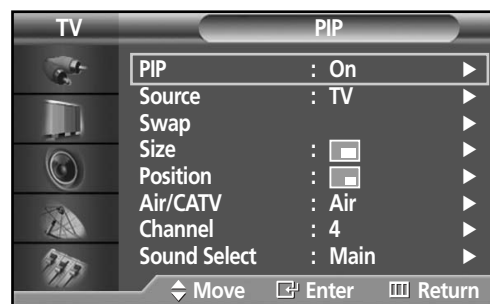 TV PIP
PIP : On
Source : TV
Swap
Size :
Position :
Air/CATV : Air
Channel : 4
Sound Select : Main
Move Enter Return